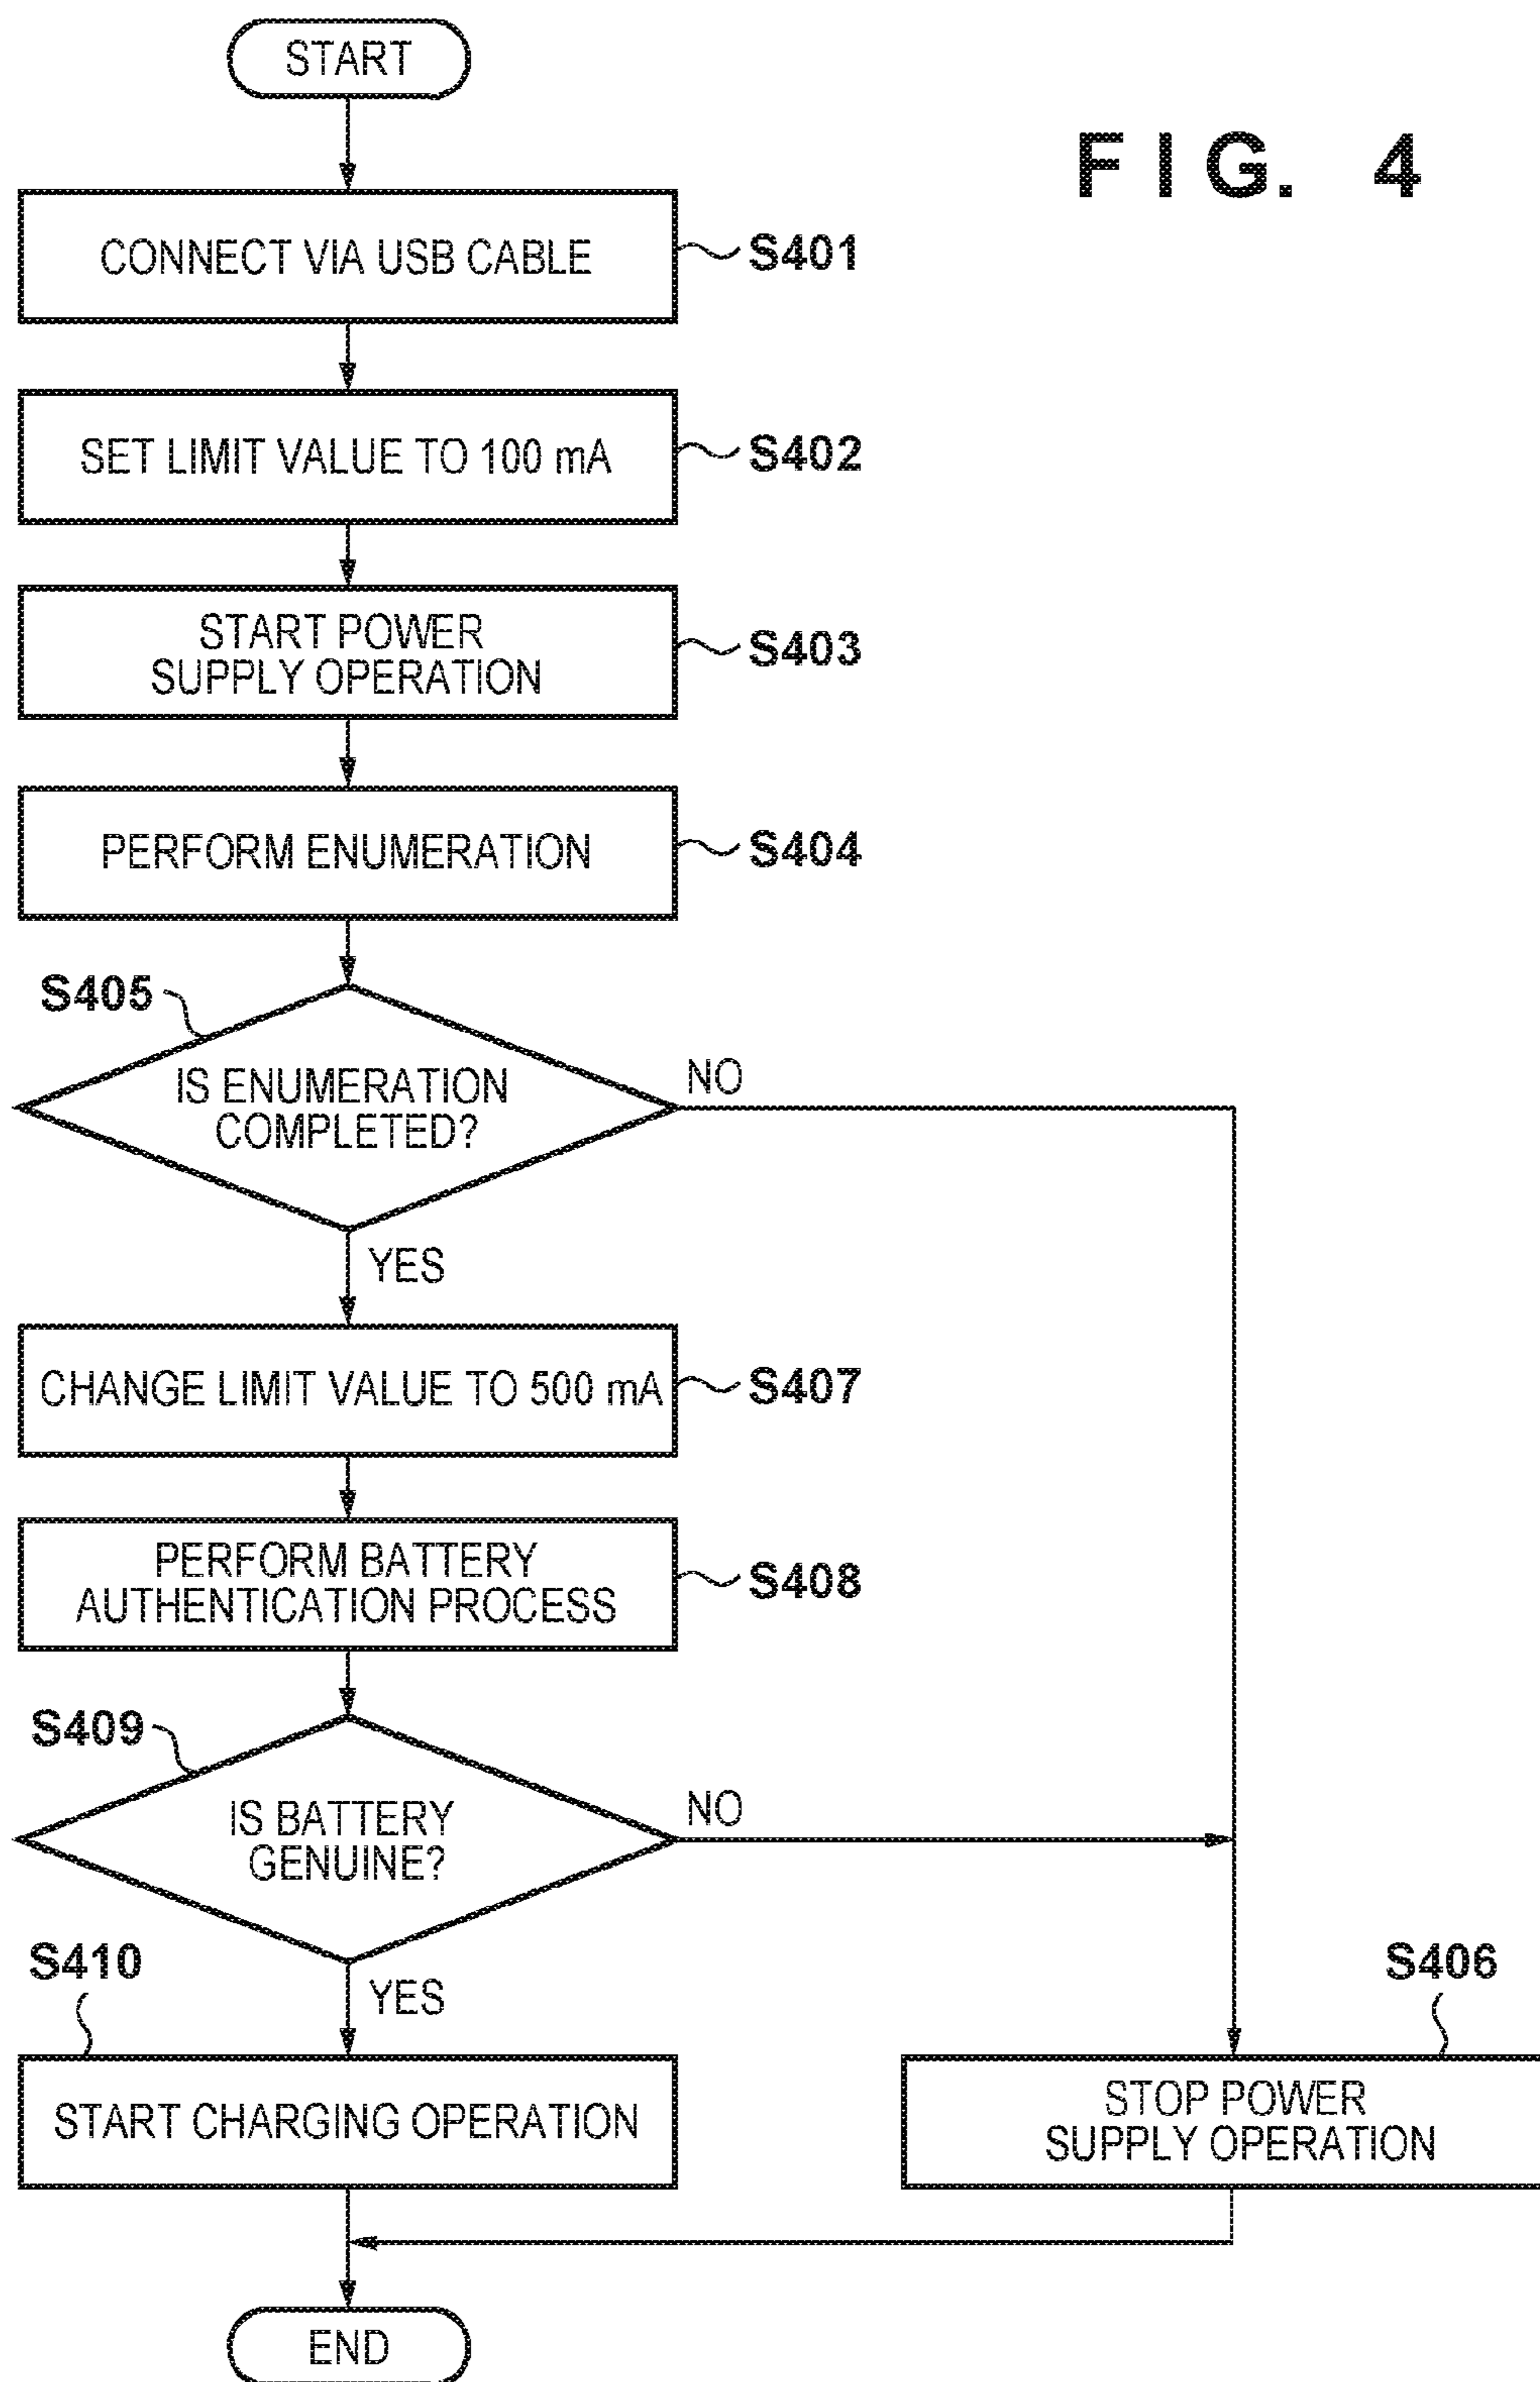 START
FIG. 4
CONNECT VIA USB CABLE
S401
SET LIMIT VALUE TO 100 mA
S402
START POWER
SUPPLY OPERATION
S403
PERFORM ENUMERATION
S404
S405
IS ENUMERATION
COMPLETED?
NO
YES
CHANGE LIMIT VALUE TO 500 mA
S407
PERFORM BATTERY
AUTHENTICATION PROCESS
S408
S409
IS BATTERY
GENUINE?
NO
YES
S410
START CHARGING OPERATION
S406
STOP POWER
SUPPLY OPERATION
END